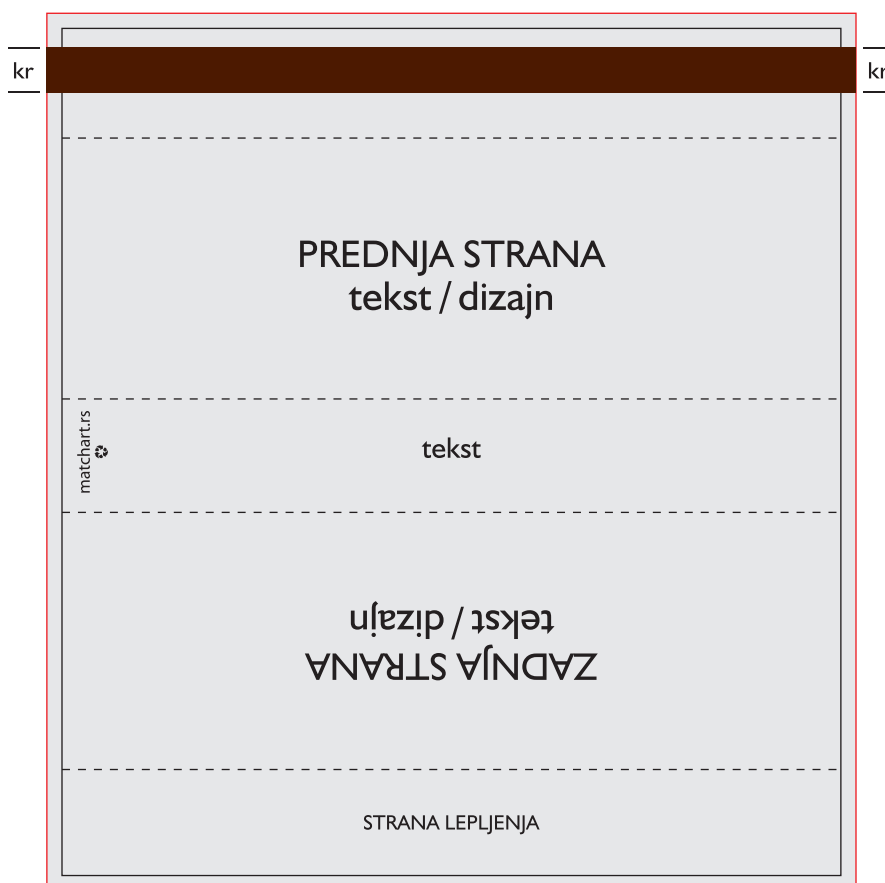 kr
kr
PREDNJA STRANA
tekst / dizajn
matchart.rs
tekst
ZADNJA STRANA
tekst / dizajn
STRANA LEPLJENJA